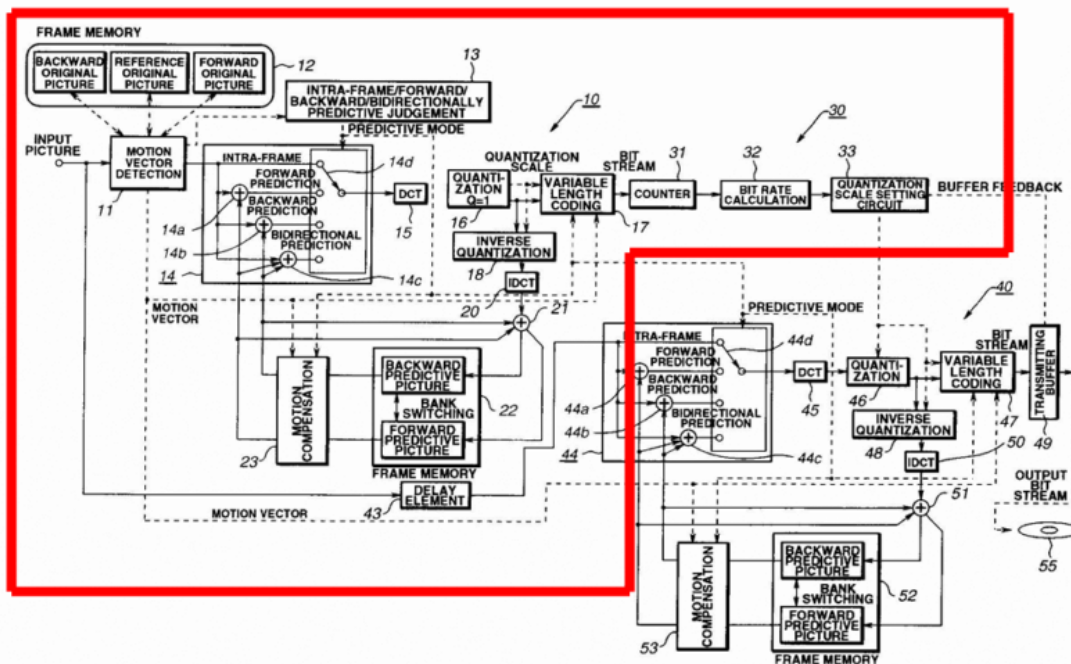 FRAME MEMORY
BACKWARD
ORIGINAL
PICTURE
REFERENCE
ORIGINAL
PICTURE
FORWARD
ORIGINAL
PICTURE
12
13
INTRA-FRAME/FORWARD/
BACKWARD/BIDIRECTIONALLY
PREDICTIVE JUDGEMENT
PREDICTIVE MODE
10
30
INPUT
PICTURE
MOTION
VECTOR
DETECTION
11
INTRA-FRAME
FORWARD
PREDICTION
BACKWARD
PREDICTION
BIDIRECTIONAL
PREDICTION
14a
14b
14c
14d
14
DCT
15
QUANTIZATION
SCALE
QUANTI-
ZATION
Q=1
16
VARIABLE
LENGTH
CODING
17
BIT
STREAM
31
COUNTER
32
BIT RATE
CALCULATION
33
QUANTIZATION
SCALE SETTING
CIRCUIT
BUFFER FEEDBACK
INVERSE
QUANTIZATION
18
IDCT
20
21
MOTION
VECTOR
MOTION
COMPENSATION
23
BACKWARD
PREDICTIVE
PICTURE
BANK
SWITCHING
FORWARD
PREDICTIVE
PICTURE
22
FRAME MEMORY
DELAY
ELEMENT
43
MOTION VECTOR
PREDICTIVE MODE
40
INTRA-FRAME
FORWARD
PREDICTION
BACKWARD
PREDICTION
BIDIRECTIONAL
PREDICTION
44a
44b
44c
44d
44
DCT
45
QUANTI-
ZATION
46
BIT
STREAM
VARIABLE
LENGTH
CODING
47
TRANSMITTING
BUFFER
49
INVERSE
QUANTIZATION
48
IDCT
50
51
OUTPUT
BIT
STREAM
55
MOTION
COMPENSATION
53
BACKWARD
PREDICTIVE
PICTURE
BANK
SWITCHING
FORWARD
PREDICTIVE
PICTURE
52
FRAME MEMORY